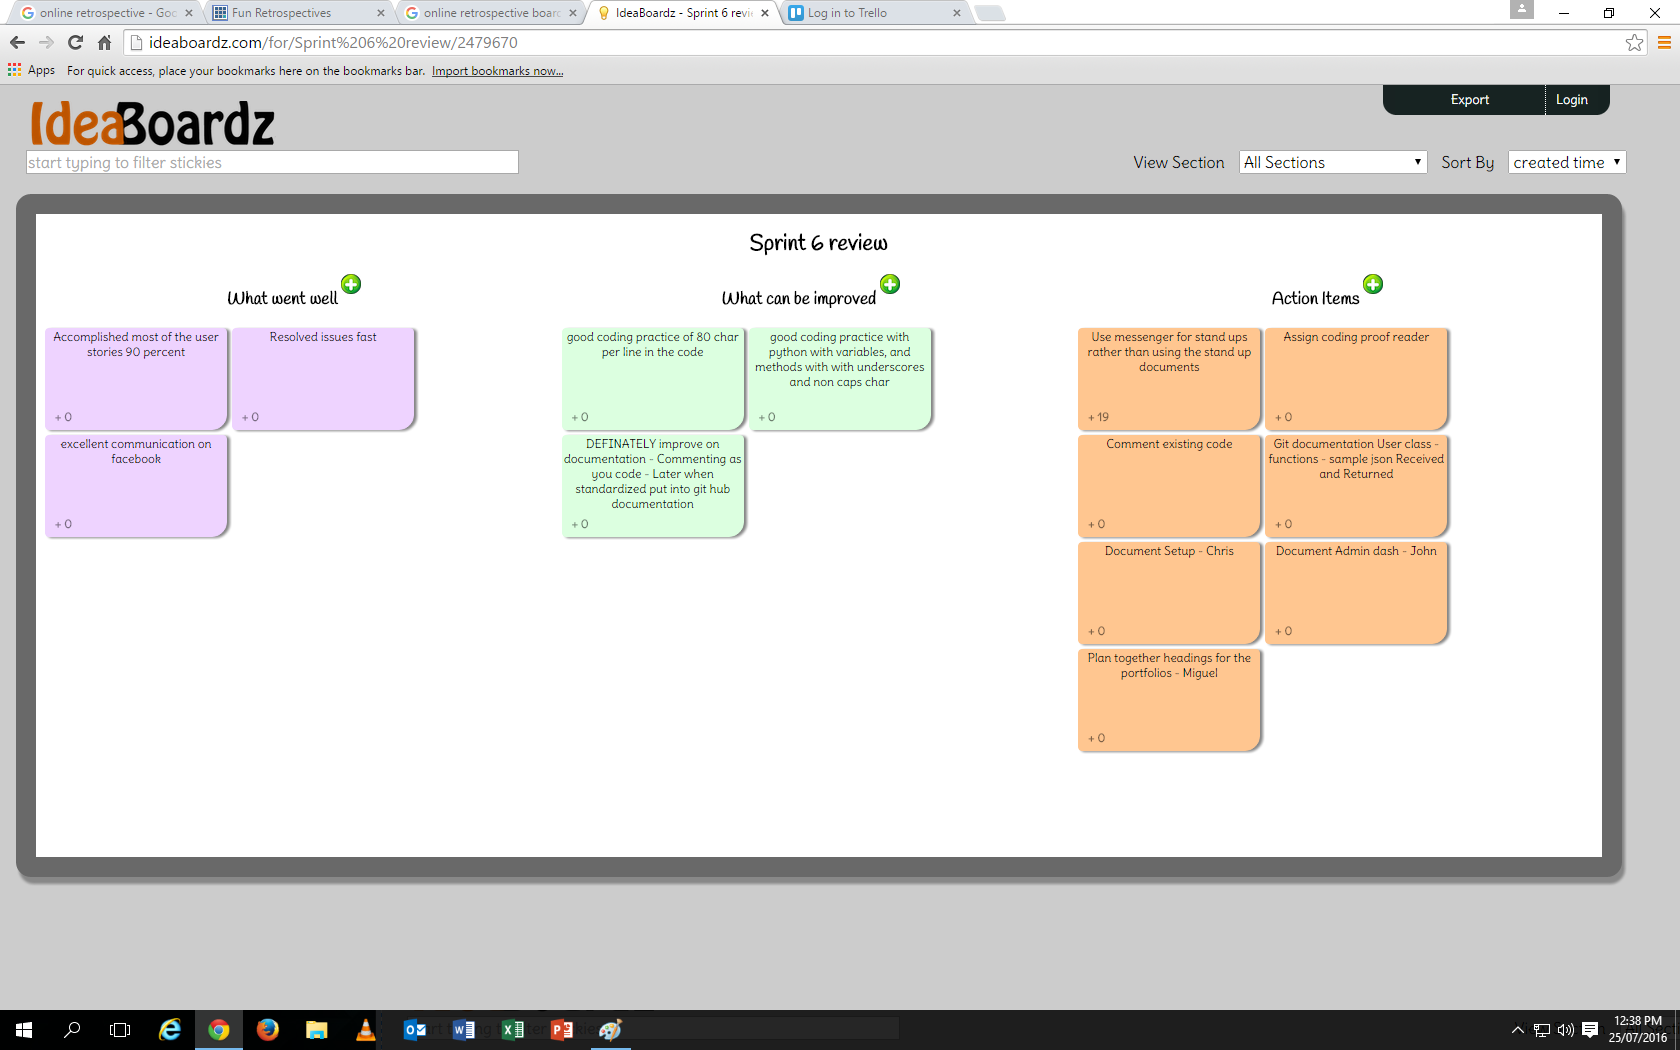 online retrospective - Goo
Fun Retrospectives
online retrospective board
IdeaBoardz - Sprint 6 revi
Log in to Trello
ideaboardz.com/for/Sprint%206%20review/2479670
Apps
For quick access, place your bookmarks here on the bookmarks bar. Import bookmarks now...
Export
Login
IdeaBoardz
start typing to filter stickies
View Section
All Sections
Sort By
created time
Sprint 6 review
What went well
Accomplished most of the user
stories 90 percent
+ 0
Resolved issues fast
+ 0
excellent communication on
facebook
+ 0
What can be improved
good coding practice of 80 char
per line in the code
+ 0
good coding practice with
python with variables, and
methods with with underscores
and non caps char
+ 0
DEFINATELY improve on
documentation - Commenting as
you code - Later when
standardized put into git hub
documentation
+ 0
Action Items
Use messenger for stand ups
rather than using the stand up
documents
+ 19
Assign coding proof reader
+ 0
Comment existing code
+ 0
Git documentation User class -
functions - sample json Received
and Returned
+ 0
Document Setup - Chris
+ 0
Document Admin dash - John
+ 0
Plan together headings for the
portfolios - Miguel
+ 0
12:38 PM
25/07/2016